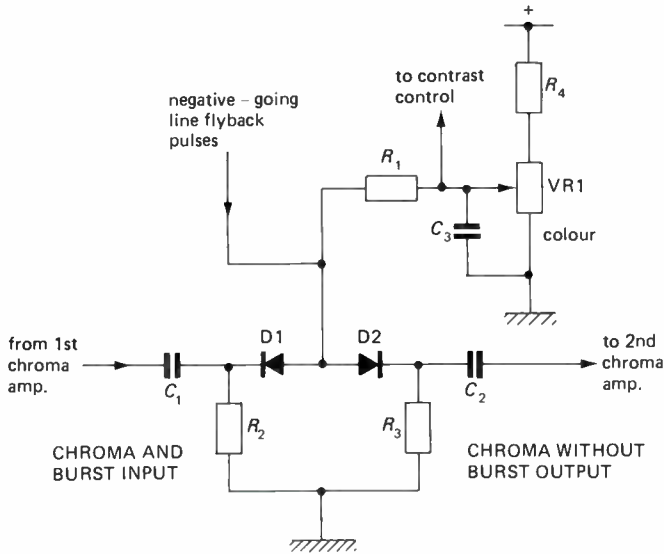 +
to contrast
control
R4
negative – going
line flyback
pulses
R1
VR1
C3
colour
from 1st
chroma
amp.
D1
D2
to 2nd
chroma
amp.
C1
C2
R2
R3
CHROMA AND
BURST INPUT
CHROMA WITHOUT
BURST OUTPUT